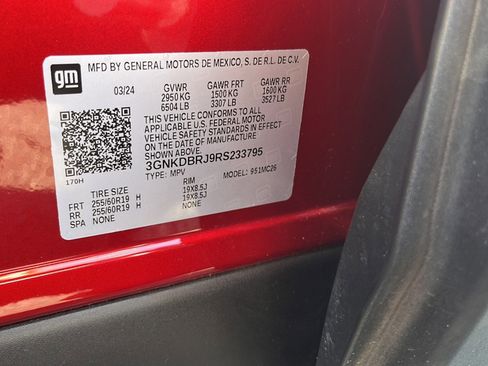 gm
MFD BY GENERAL MOTORS DE MEXICO, S. DE R.L. DE C.V.
03/24 GVWR GAWR FRT GAWR RR
2950 KG 1500 KG 1600 KG
6504 LB 3307 LB 3527 LB
THIS VEHICLE CONFORMS TO ALL
APPLICABLE U.S. FEDERAL MOTOR
VEHICLE SAFETY STANDARDS IN EFFECT
ON THE DATE OF MANUFACTURE SHOWN ABOVE
3GNKDBRJ9RS233795
170H TYPE: MPV MODEL: 951MC26
TIRE SIZE RIM
FRT 255/60R19 H 19X8.5J
RR 255/60R19 H 19X8.5J
SPA NONE NONE